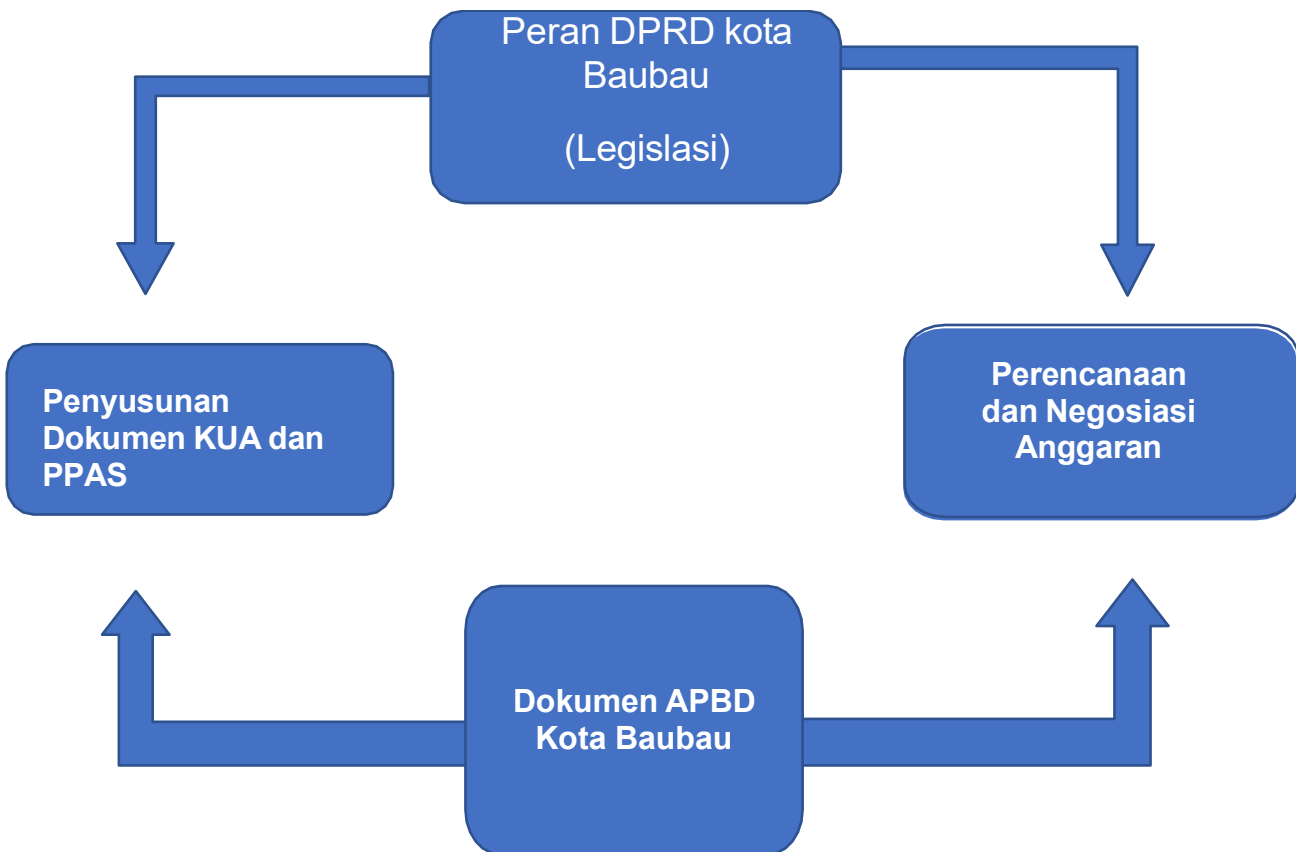 Peran DPRD kota
Baubau
(Legislasi)
Penyusunan
Dokumen KUA dan
PPAS
Perencanaan
dan Negosiasi
Anggaran
Dokumen APBD
Kota Baubau